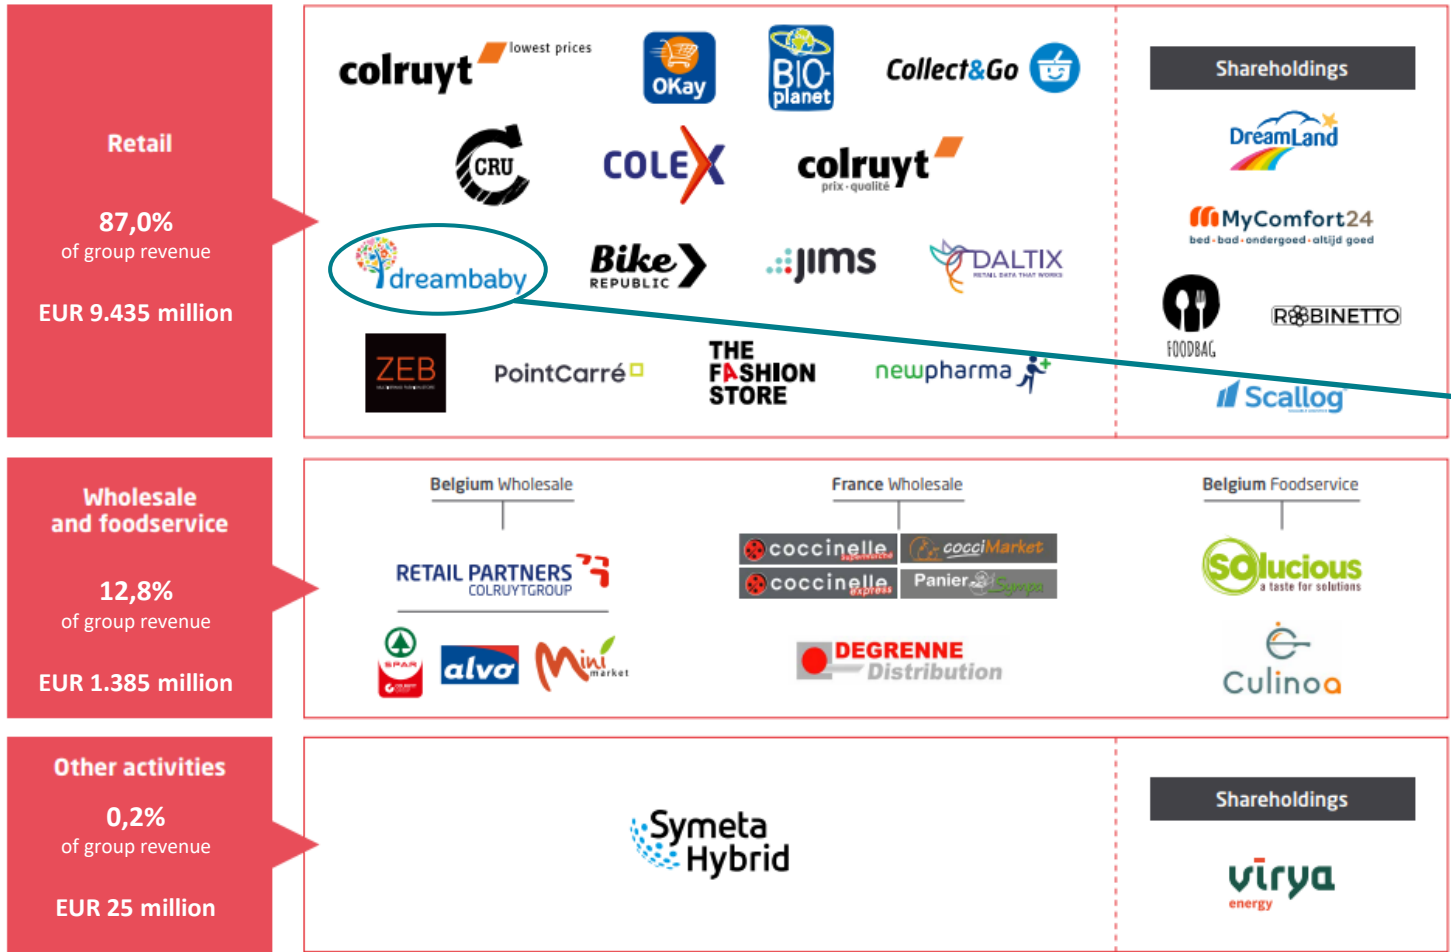 Retail
87,0%
of group revenue
EUR 9.435 million
colruyt lowest prices
OKay
BIO-
planet
Collect&Go
CRU
COLEX
colruyt
prix - qualité
dreambaby
Bike
REPUBLIC
JIMS
DALTIX
RETAIL DATA THAT WORKS
ZEB
PointCarré
THE
FASHION
STORE
newpharma
Shareholdings
DreamLand
MyComfort24
bed - bad - ondergoed - altijd goed
FOODBAG
ROBINETTO
Scallog
Wholesale
and foodservice
12,8%
of group revenue
EUR 1.385 million
Belgium Wholesale
RETAIL PARTNERS
COLRUYTGROUP
SPAR
alvo
Mini
market
France Wholesale
coccinelle
supermarché
cocciMarket
coccinelle
express
Panier Sympa
DEGRENNE
Distribution
Belgium Foodservice
solucious
a taste for solutions
Culinoa
Other activities
0,2%
of group revenue
EUR 25 million
Symeta
Hybrid
Shareholdings
virya
energy